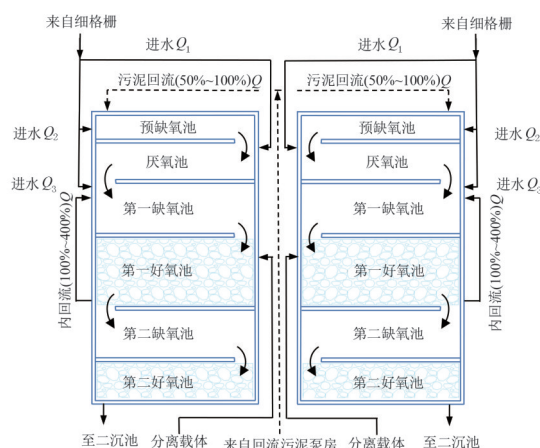 来自细格栅
来自细格栅
进水Q₁
进水Q₁
污泥回流(50%~100%)Q
污泥回流(50%~100%)Q
预缺氧池
预缺氧池
进水Q₂
进水Q₂
厌氧池
厌氧池
进水Q₃
进水Q₃
第一缺氧池
第一缺氧池
内回流(100%~400%)Q
内回流(100%~400%)Q
第一好氧池
第一好氧池
第二缺氧池
第二缺氧池
第二好氧池
第二好氧池
至二沉池
分离载体
来自回流污泥泵房
分离载体
至二沉池